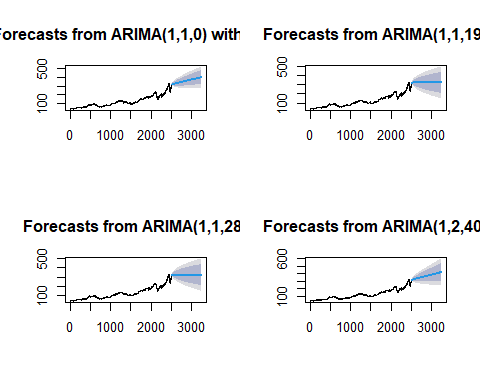 Forecasts from ARIMA(1,1,0) with
500
100
0 1000 2000 3000
Forecasts from ARIMA(1,1,19
500
100
0 1000 2000 3000
Forecasts from ARIMA(1,1,28
500
100
0 1000 2000 3000
Forecasts from ARIMA(1,2,40
600
100
0 1000 2000 3000